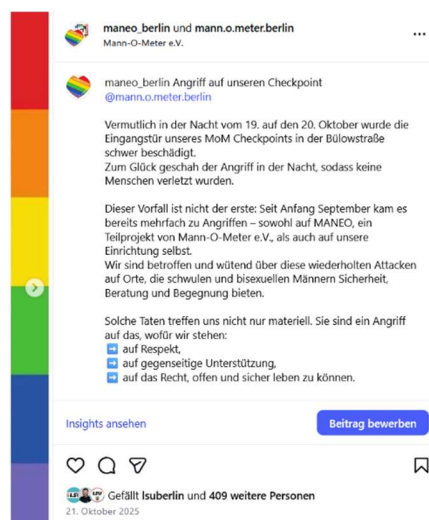 maneo_berlin und mann.o.meter.berlin
Mann-O-Meter e.V.
maneo_berlin Angriff auf unseren Checkpoint
@mann.o.meter.berlin
Vermutlich in der Nacht vom 19. auf den 20. Oktober wurde die
Eingangstür unseres MoM Checkpoints in der Bülowstraße
schwer beschädigt.
Zum Glück geschah der Angriff in der Nacht, sodass keine
Menschen verletzt wurden.
Dieser Vorfall ist nicht der erste: Seit Anfang September kam es
bereits mehrfach zu Angriffen – sowohl auf MANEO, ein
Teilprojekt von Mann-O-Meter e.V., als auch auf unsere
Einrichtung selbst.
Wir sind betroffen und wütend über diese wiederholten Attacken
auf Orte, die schwulen und bisexuellen Männern Sicherheit,
Beratung und Begegnung bieten.
Solche Taten treffen uns nicht nur materiell. Sie sind ein Angriff
auf das, wofür wir stehen:
➡️ auf Respekt,
➡️ auf gegenseitige Unterstützung,
➡️ auf das Recht, offen und sicher leben zu können.
Insights ansehen
Beitrag bewerben
Gefällt lsuberlin und 409 weitere Personen
21. Oktober 2025